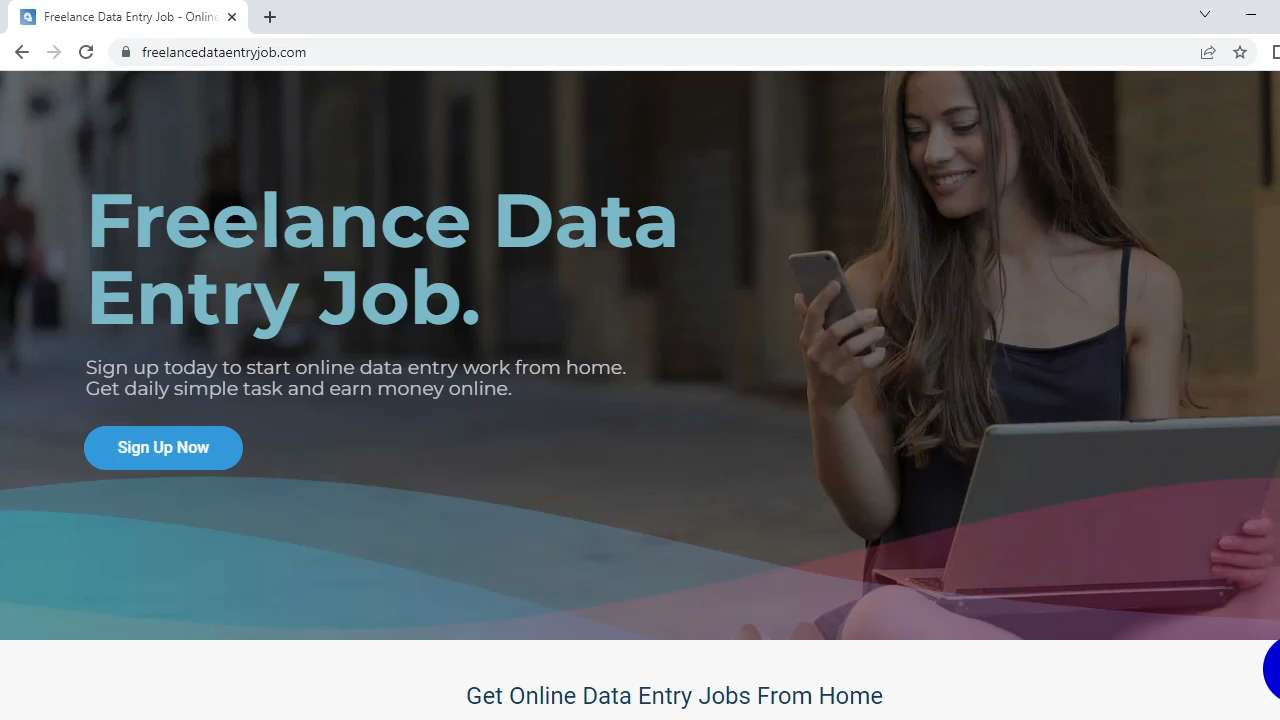 Freelance Data Entry Job - Online
freelancedataentryjob.com
Freelance Data
Entry Job.
Sign up today to start online data entry work from home.
Get daily simple task and earn money online.
Sign Up Now
Get Online Data Entry Jobs From Home